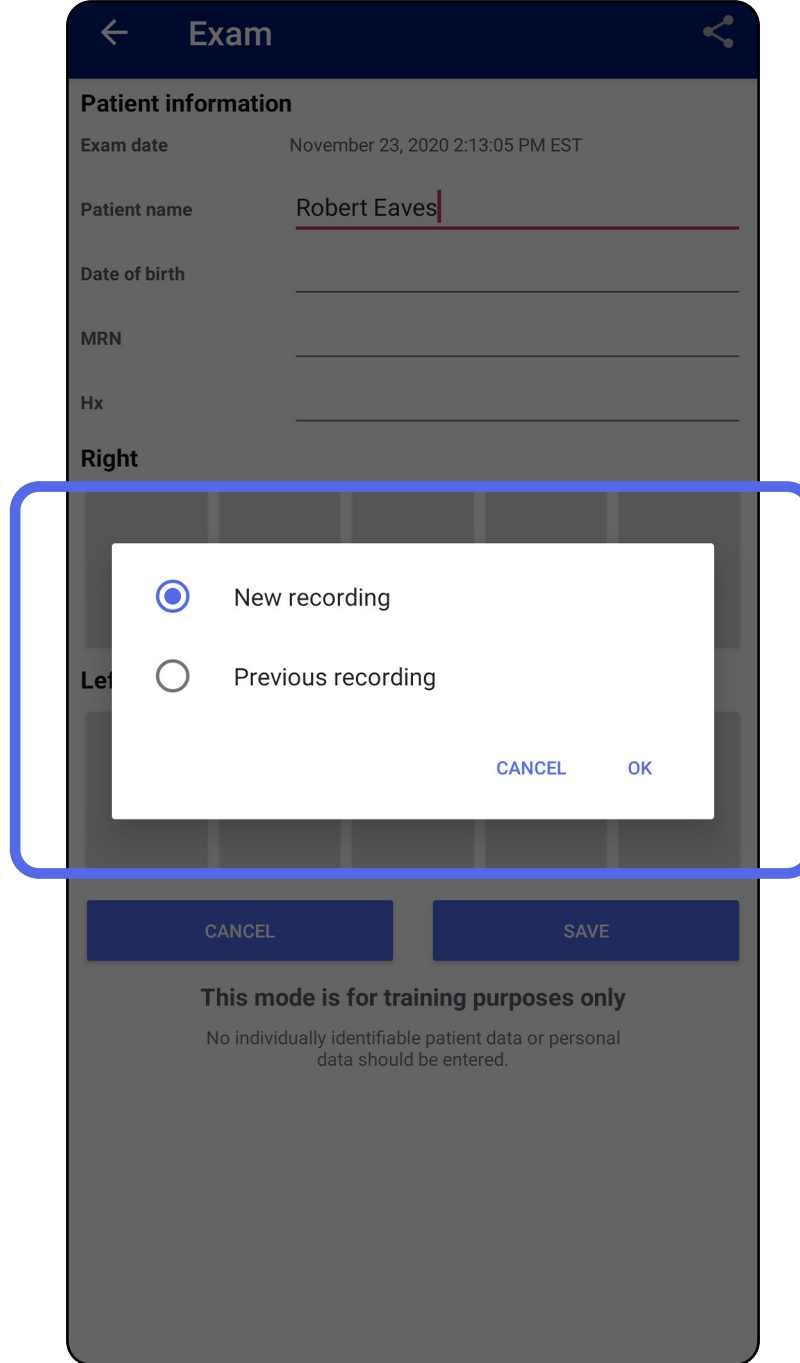 Exam
Patient information
Exam date November 23, 2020 2:13:05 PM EST
Patient name Robert Eaves
Date of birth
MRN
Hx
Right
New recording
Lef
Previous recording
CANCEL OK
CANCEL SAVE
This mode is for training purposes only
No individually identifiable patient data or personal
data should be entered.